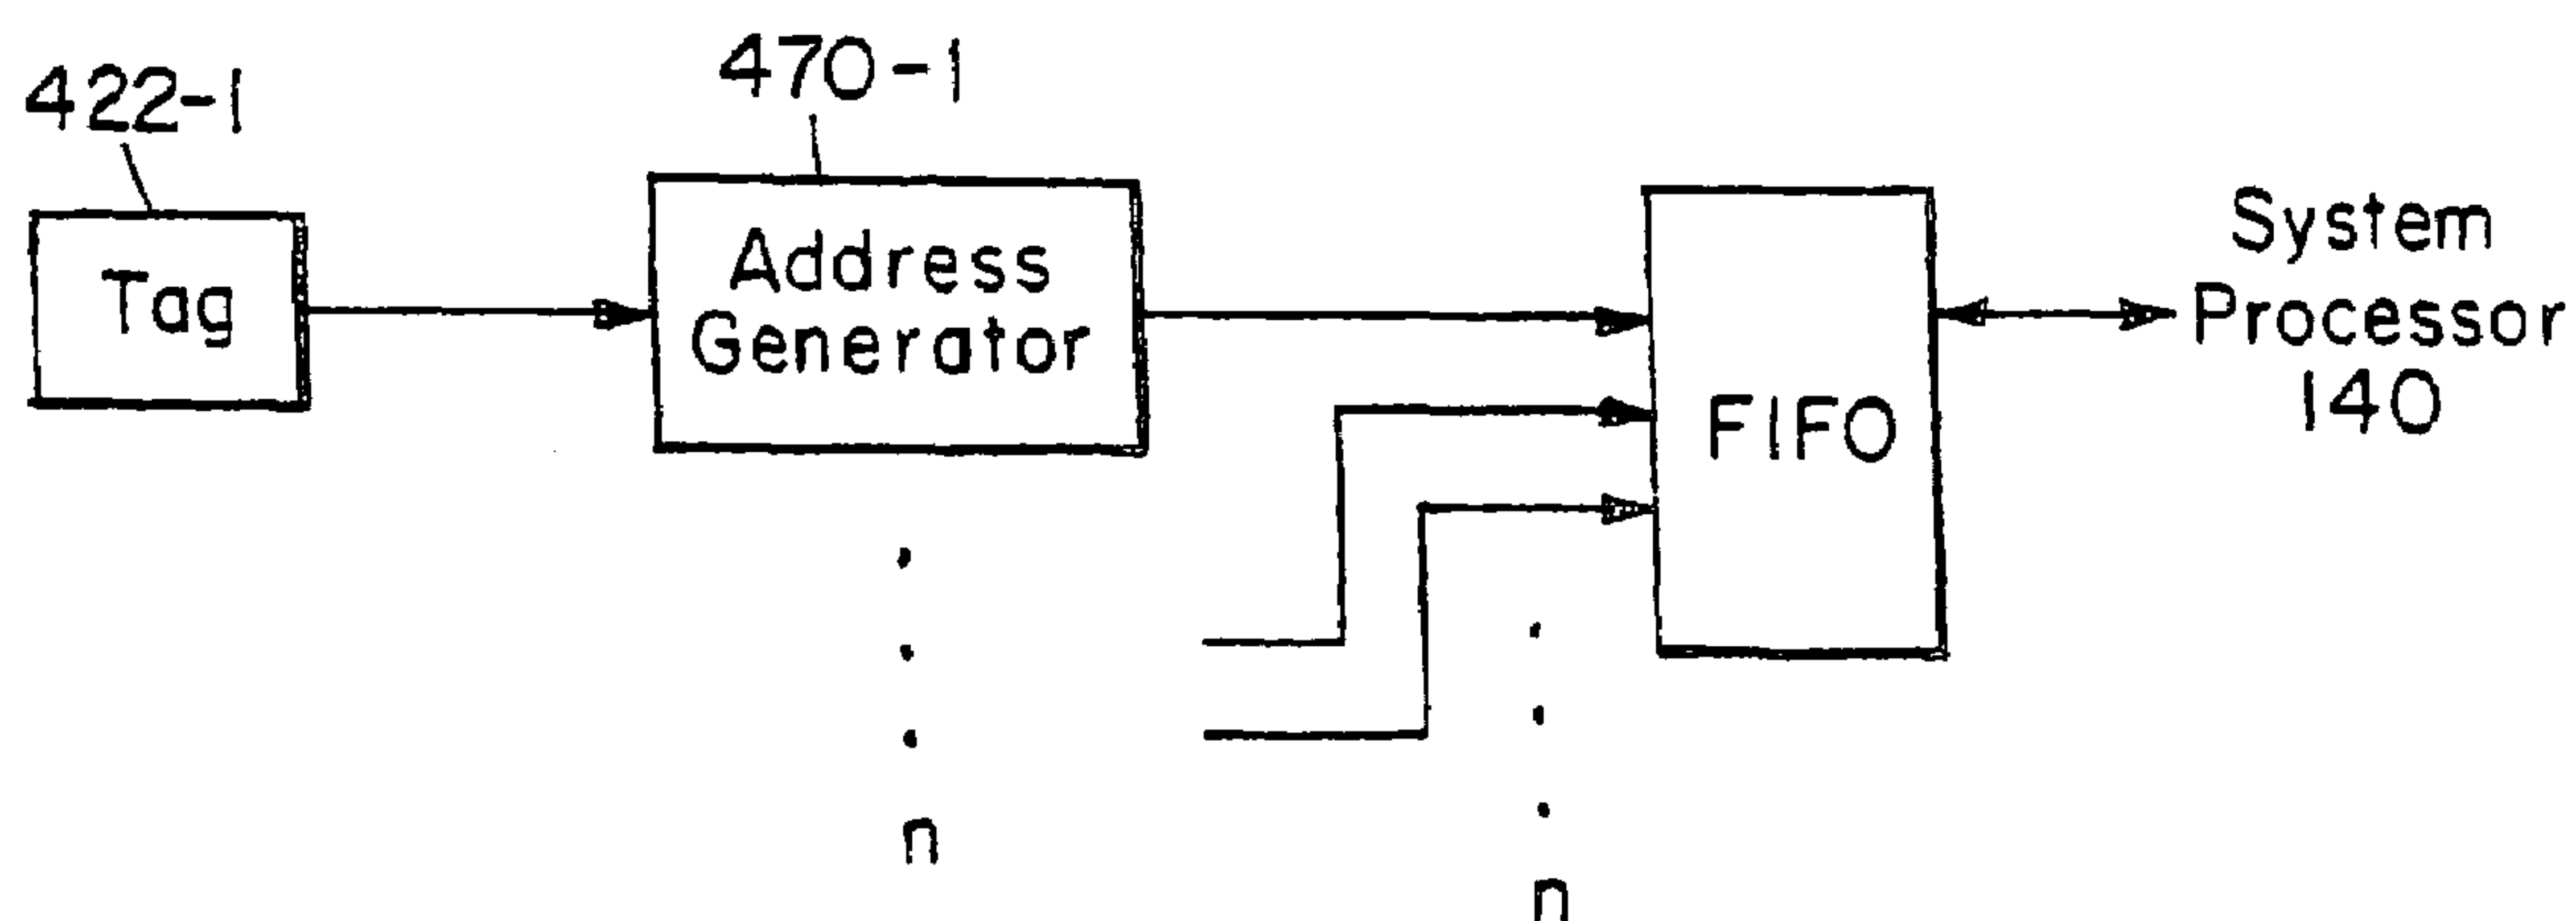 422-1
470-1
Tag
Address
Generator
FIFO
System
Processor
140
n
n